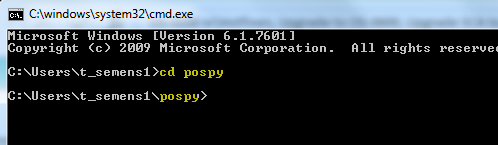 C:\windows\system32\cmd.exe
Microsoft Windows [Version 6.1.7601]
Copyright (c) 2009 Microsoft Corporation.  All rights reserve
C:\Users\t_semens1>cd pospy
C:\Users\t_semens1\pospy>